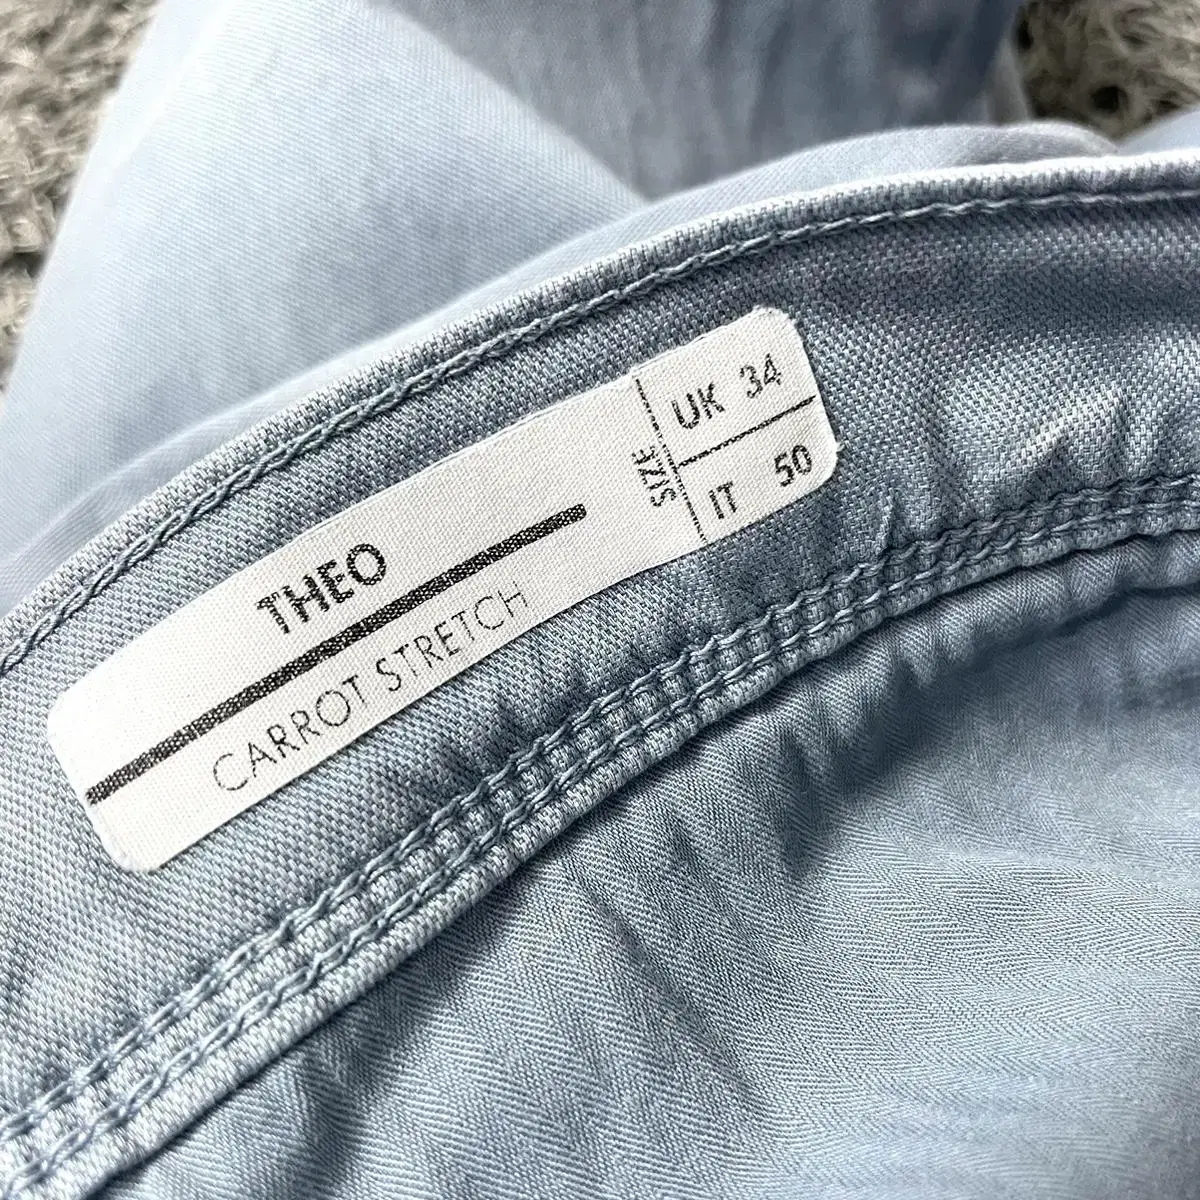 THEO
CARROT STRETCH
SIZE
UK 34
IT 50